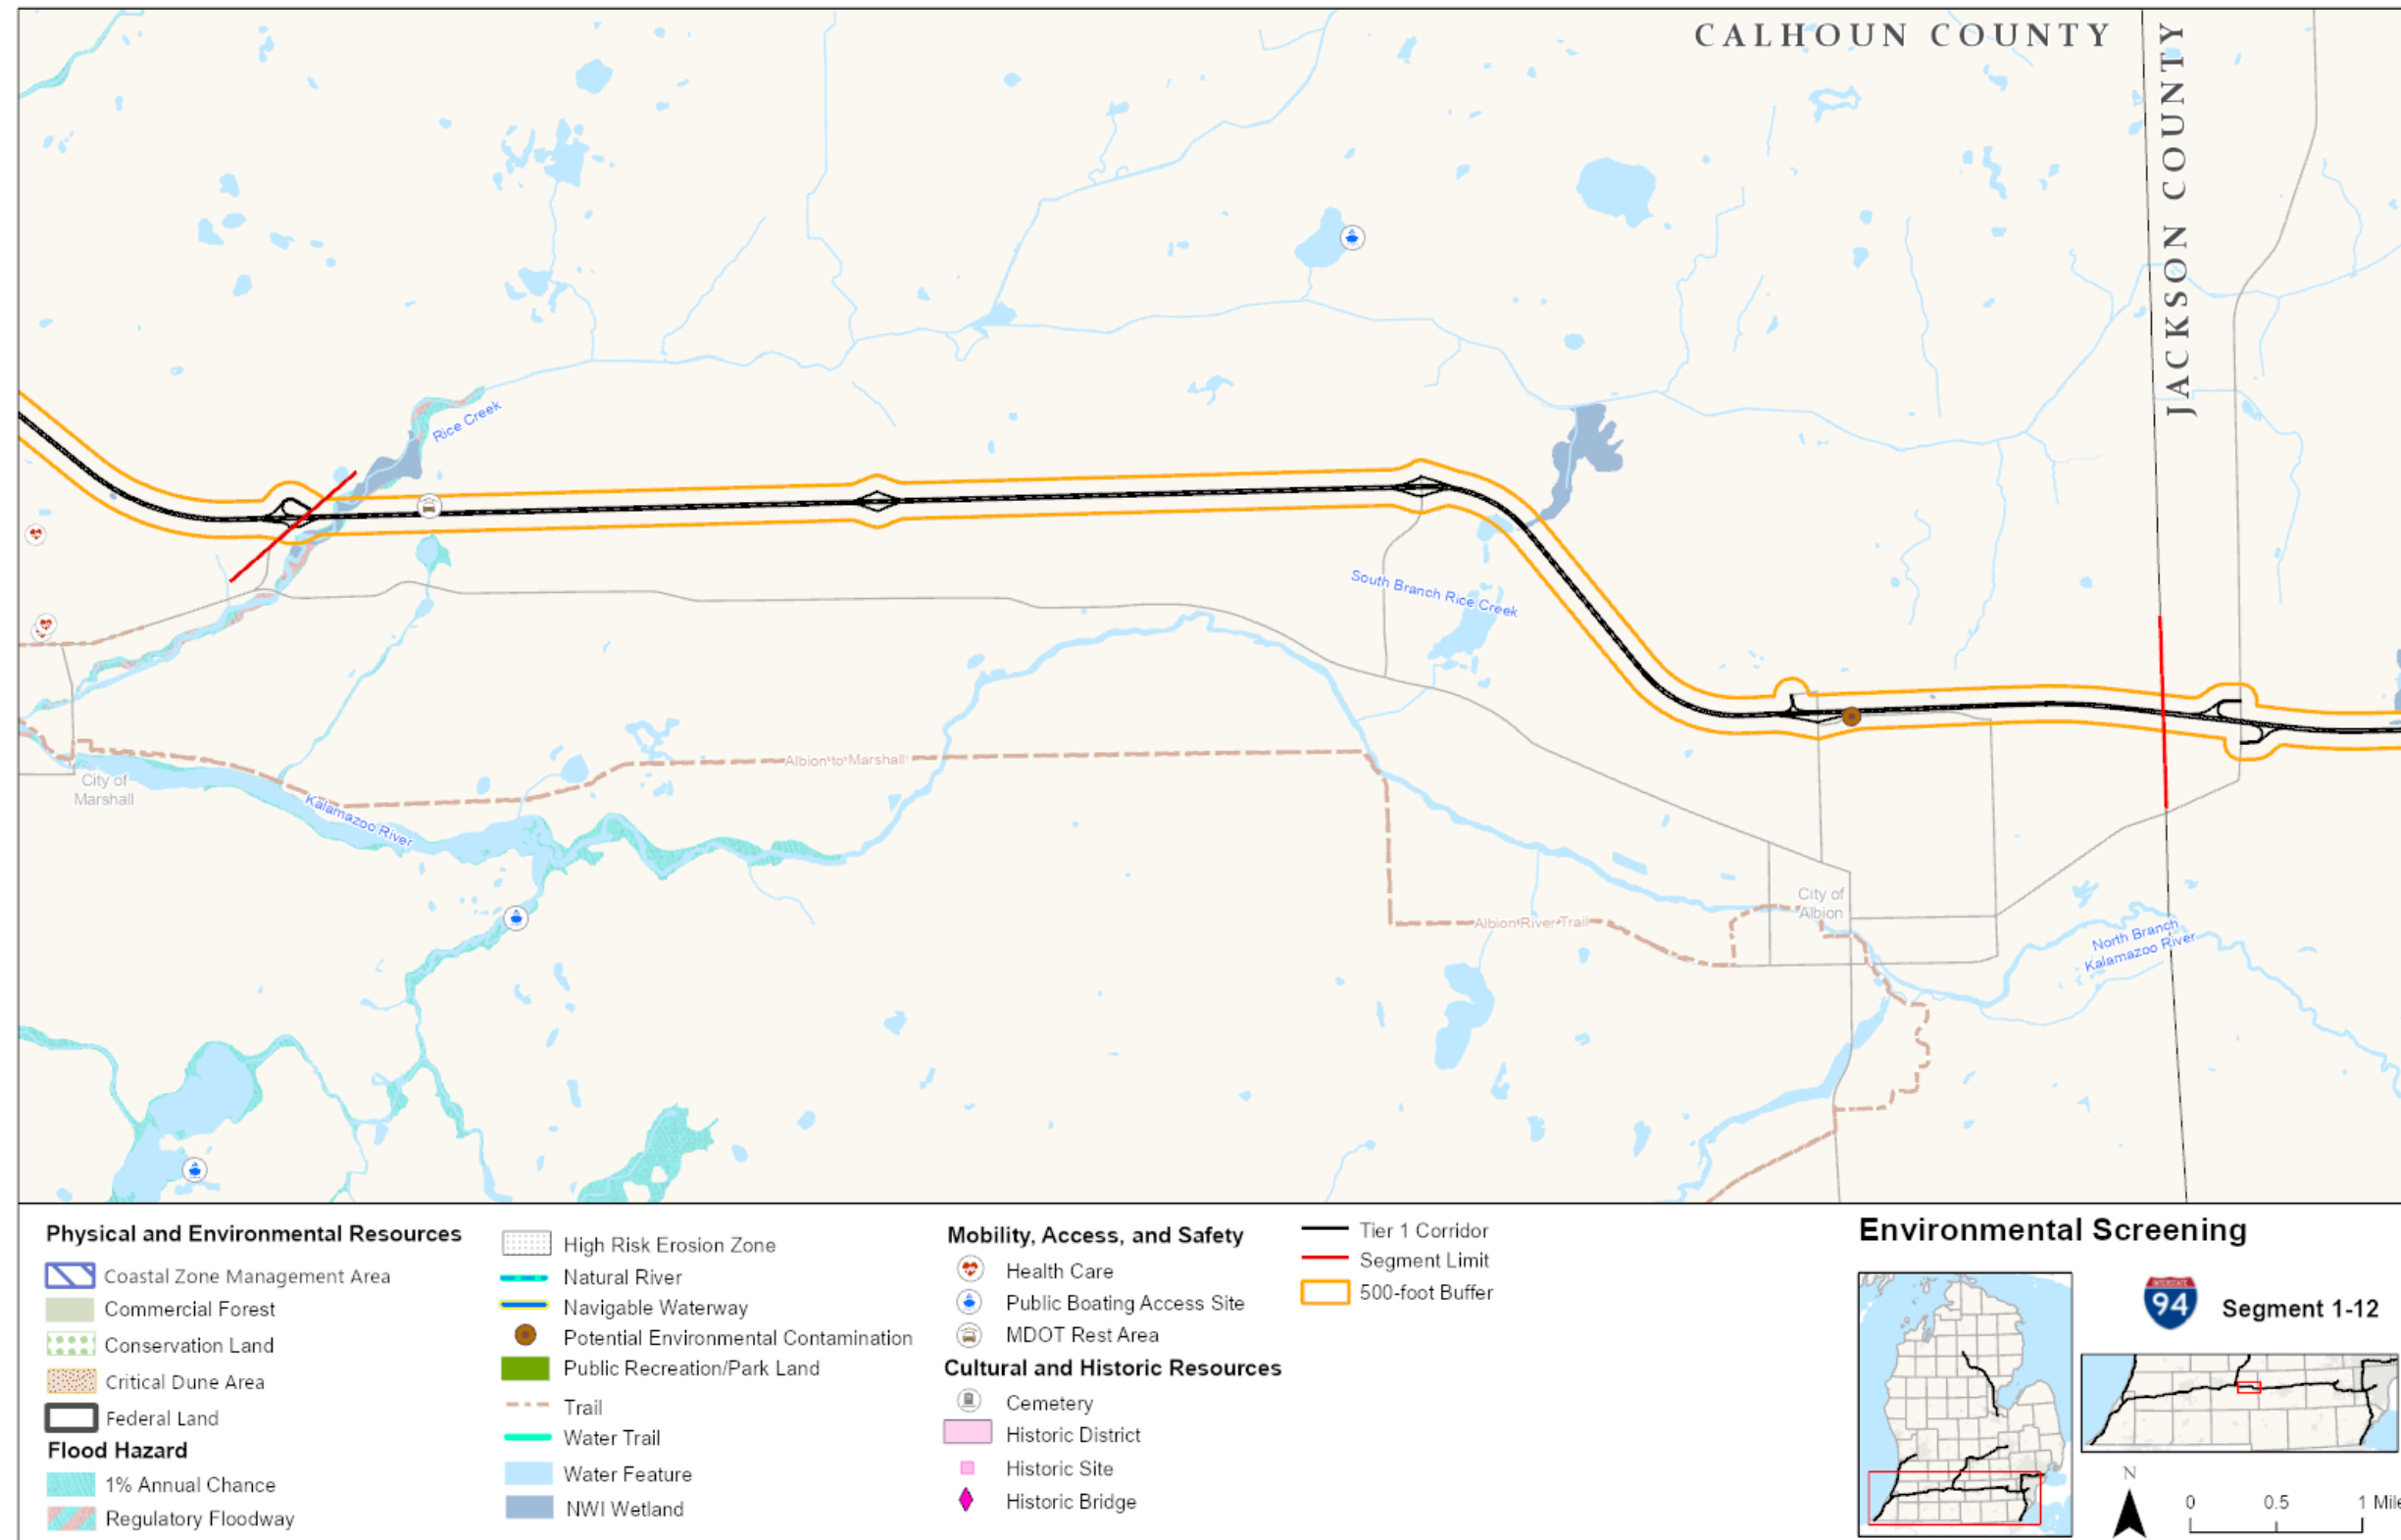 CALHOUN COUNTY
JACKSON COUNTY
Rice Creek
South Branch Rice Creek
Albion to Marshall
City of
Marshall
Kalamazoo River
City of
Albion
Albion River Trail
North Branch
Kalamazoo River
Physical and Environmental Resources
Coastal Zone Management Area
Commercial Forest
Conservation Land
Critical Dune Area
Federal Land
Flood Hazard
1% Annual Chance
Regulatory Floodway
High Risk Erosion Zone
Natural River
Navigable Waterway
Potential Environmental Contamination
Public Recreation/Park Land
Trail
Water Trail
Water Feature
NWI Wetland
Mobility, Access, and Safety
Health Care
Public Boating Access Site
MDOT Rest Area
Cultural and Historic Resources
Cemetery
Historic District
Historic Site
Historic Bridge
Tier 1 Corridor
Segment Limit
500-foot Buffer
Environmental Screening
INTERSTATE
94
Segment 1-12
N
0 0.5 1 Mile